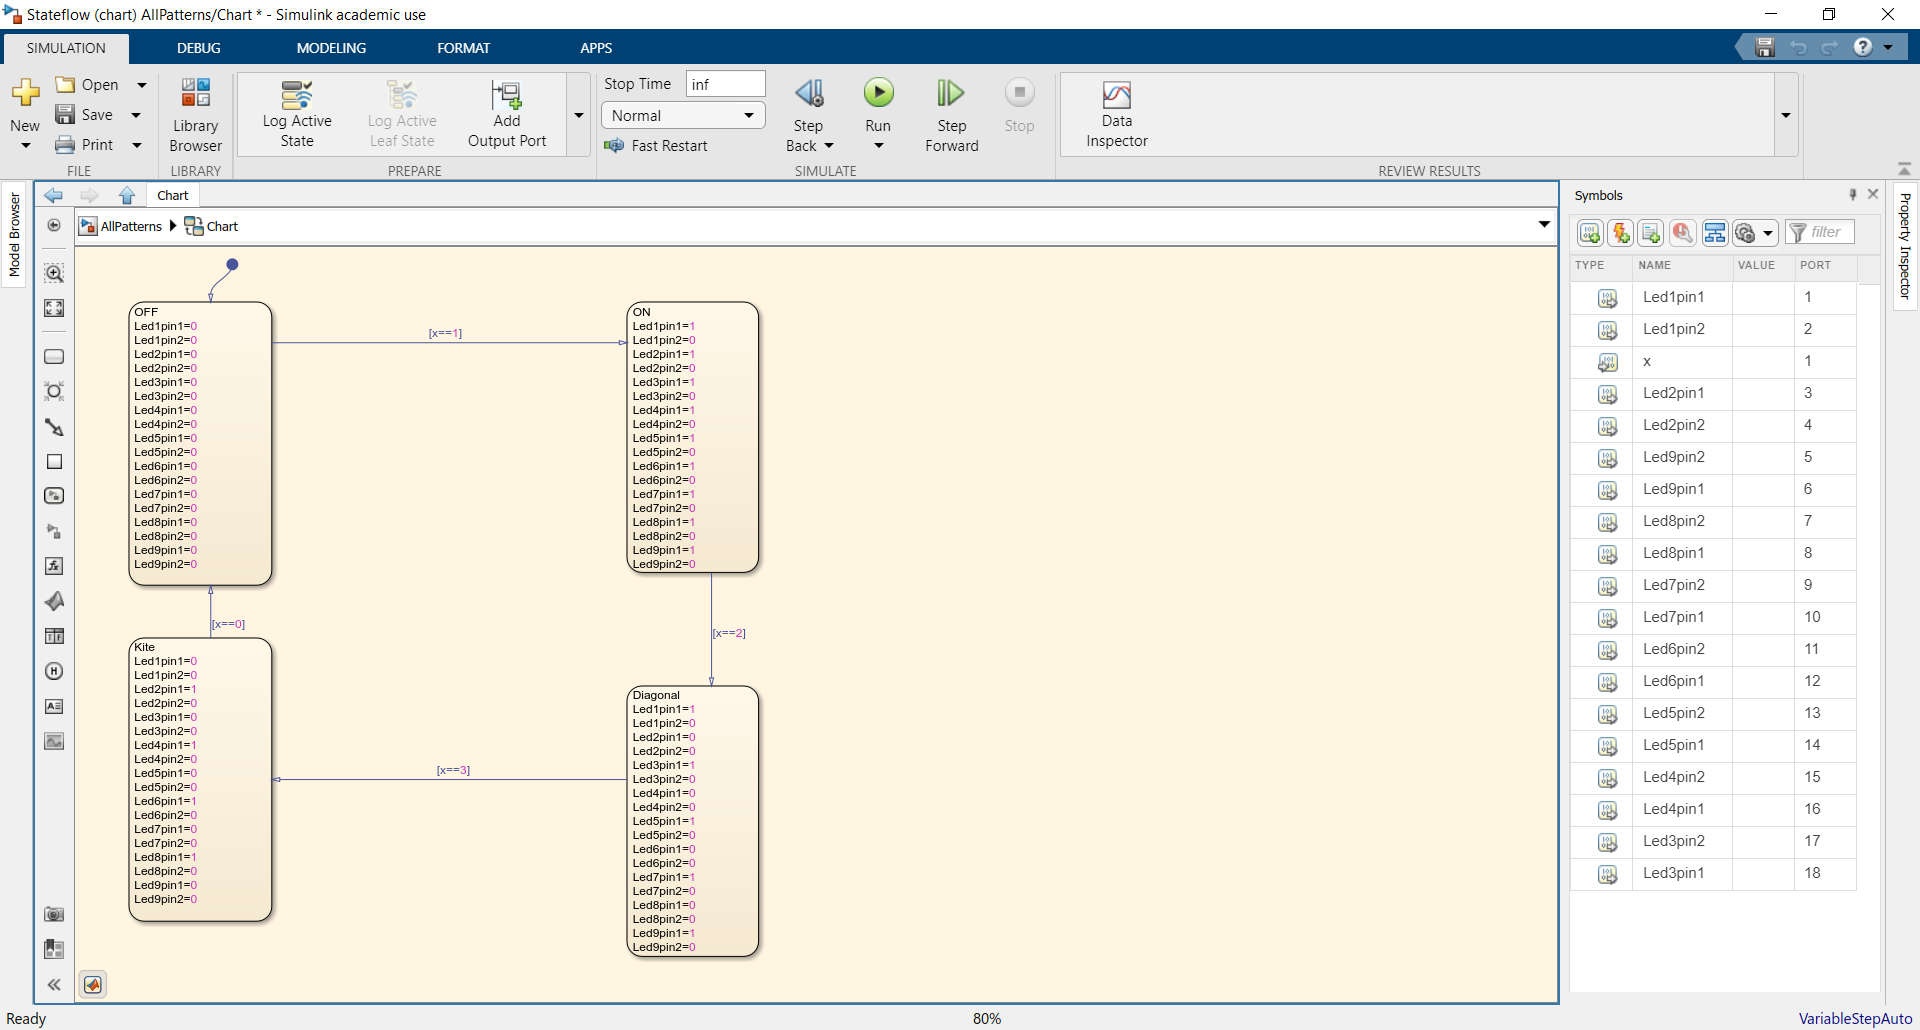 Stateflow (chart) AllPatterns/Chart * - Simulink academic use
SIMULATION
DEBUG
MODELING
FORMAT
APPS
?
New
Open
Save
Print
FILE
Library
Browser
LIBRARY
Log Active
State
Log Active
Leaf State
Add
Output Port
PREPARE
Stop Time
inf
Normal
Fast Restart
Step
Back
Run
Step
Forward
Stop
SIMULATE
Data
Inspector
REVIEW RESULTS
Model Browser
Chart
AllPatterns
Chart
OFF
Led1pin1=0
Led1pin2=0
Led2pin1=0
Led2pin2=0
Led3pin1=0
Led3pin2=0
Led4pin1=0
Led4pin2=0
Led5pin1=0
Led5pin2=0
Led6pin1=0
Led6pin2=0
Led7pin1=0
Led7pin2=0
Led8pin1=0
Led8pin2=0
Led9pin1=0
Led9pin2=0
[x==1]
ON
Led1pin1=1
Led1pin2=0
Led2pin1=1
Led2pin2=0
Led3pin1=1
Led3pin2=0
Led4pin1=1
Led4pin2=0
Led5pin1=1
Led5pin2=0
Led6pin1=1
Led6pin2=0
Led7pin1=1
Led7pin2=0
Led8pin1=1
Led8pin2=0
Led9pin1=1
Led9pin2=0
[x==0]
[x==2]
Kite
Led1pin1=0
Led1pin2=0
Led2pin1=1
Led2pin2=0
Led3pin1=0
Led3pin2=0
Led4pin1=1
Led4pin2=0
Led5pin1=0
Led5pin2=0
Led6pin1=1
Led6pin2=0
Led7pin1=0
Led7pin2=0
Led8pin1=1
Led8pin2=0
Led9pin1=0
Led9pin2=0
[x==3]
Diagonal
Led1pin1=1
Led1pin2=0
Led2pin1=0
Led2pin2=0
Led3pin1=1
Led3pin2=0
Led4pin1=0
Led4pin2=0
Led5pin1=1
Led5pin2=0
Led6pin1=0
Led6pin2=0
Led7pin1=1
Led7pin2=0
Led8pin1=0
Led8pin2=0
Led9pin1=1
Led9pin2=0
Symbols
filter
TYPE NAME VALUE PORT
Led1pin1 1
Led1pin2 2
x 1
Led2pin1 3
Led2pin2 4
Led9pin2 5
Led9pin1 6
Led8pin2 7
Led8pin1 8
Led7pin2 9
Led7pin1 10
Led6pin2 11
Led6pin1 12
Led5pin2 13
Led5pin1 14
Led4pin2 15
Led4pin1 16
Led3pin2 17
Led3pin1 18
Property Inspector
Ready
80%
VariableStepAuto